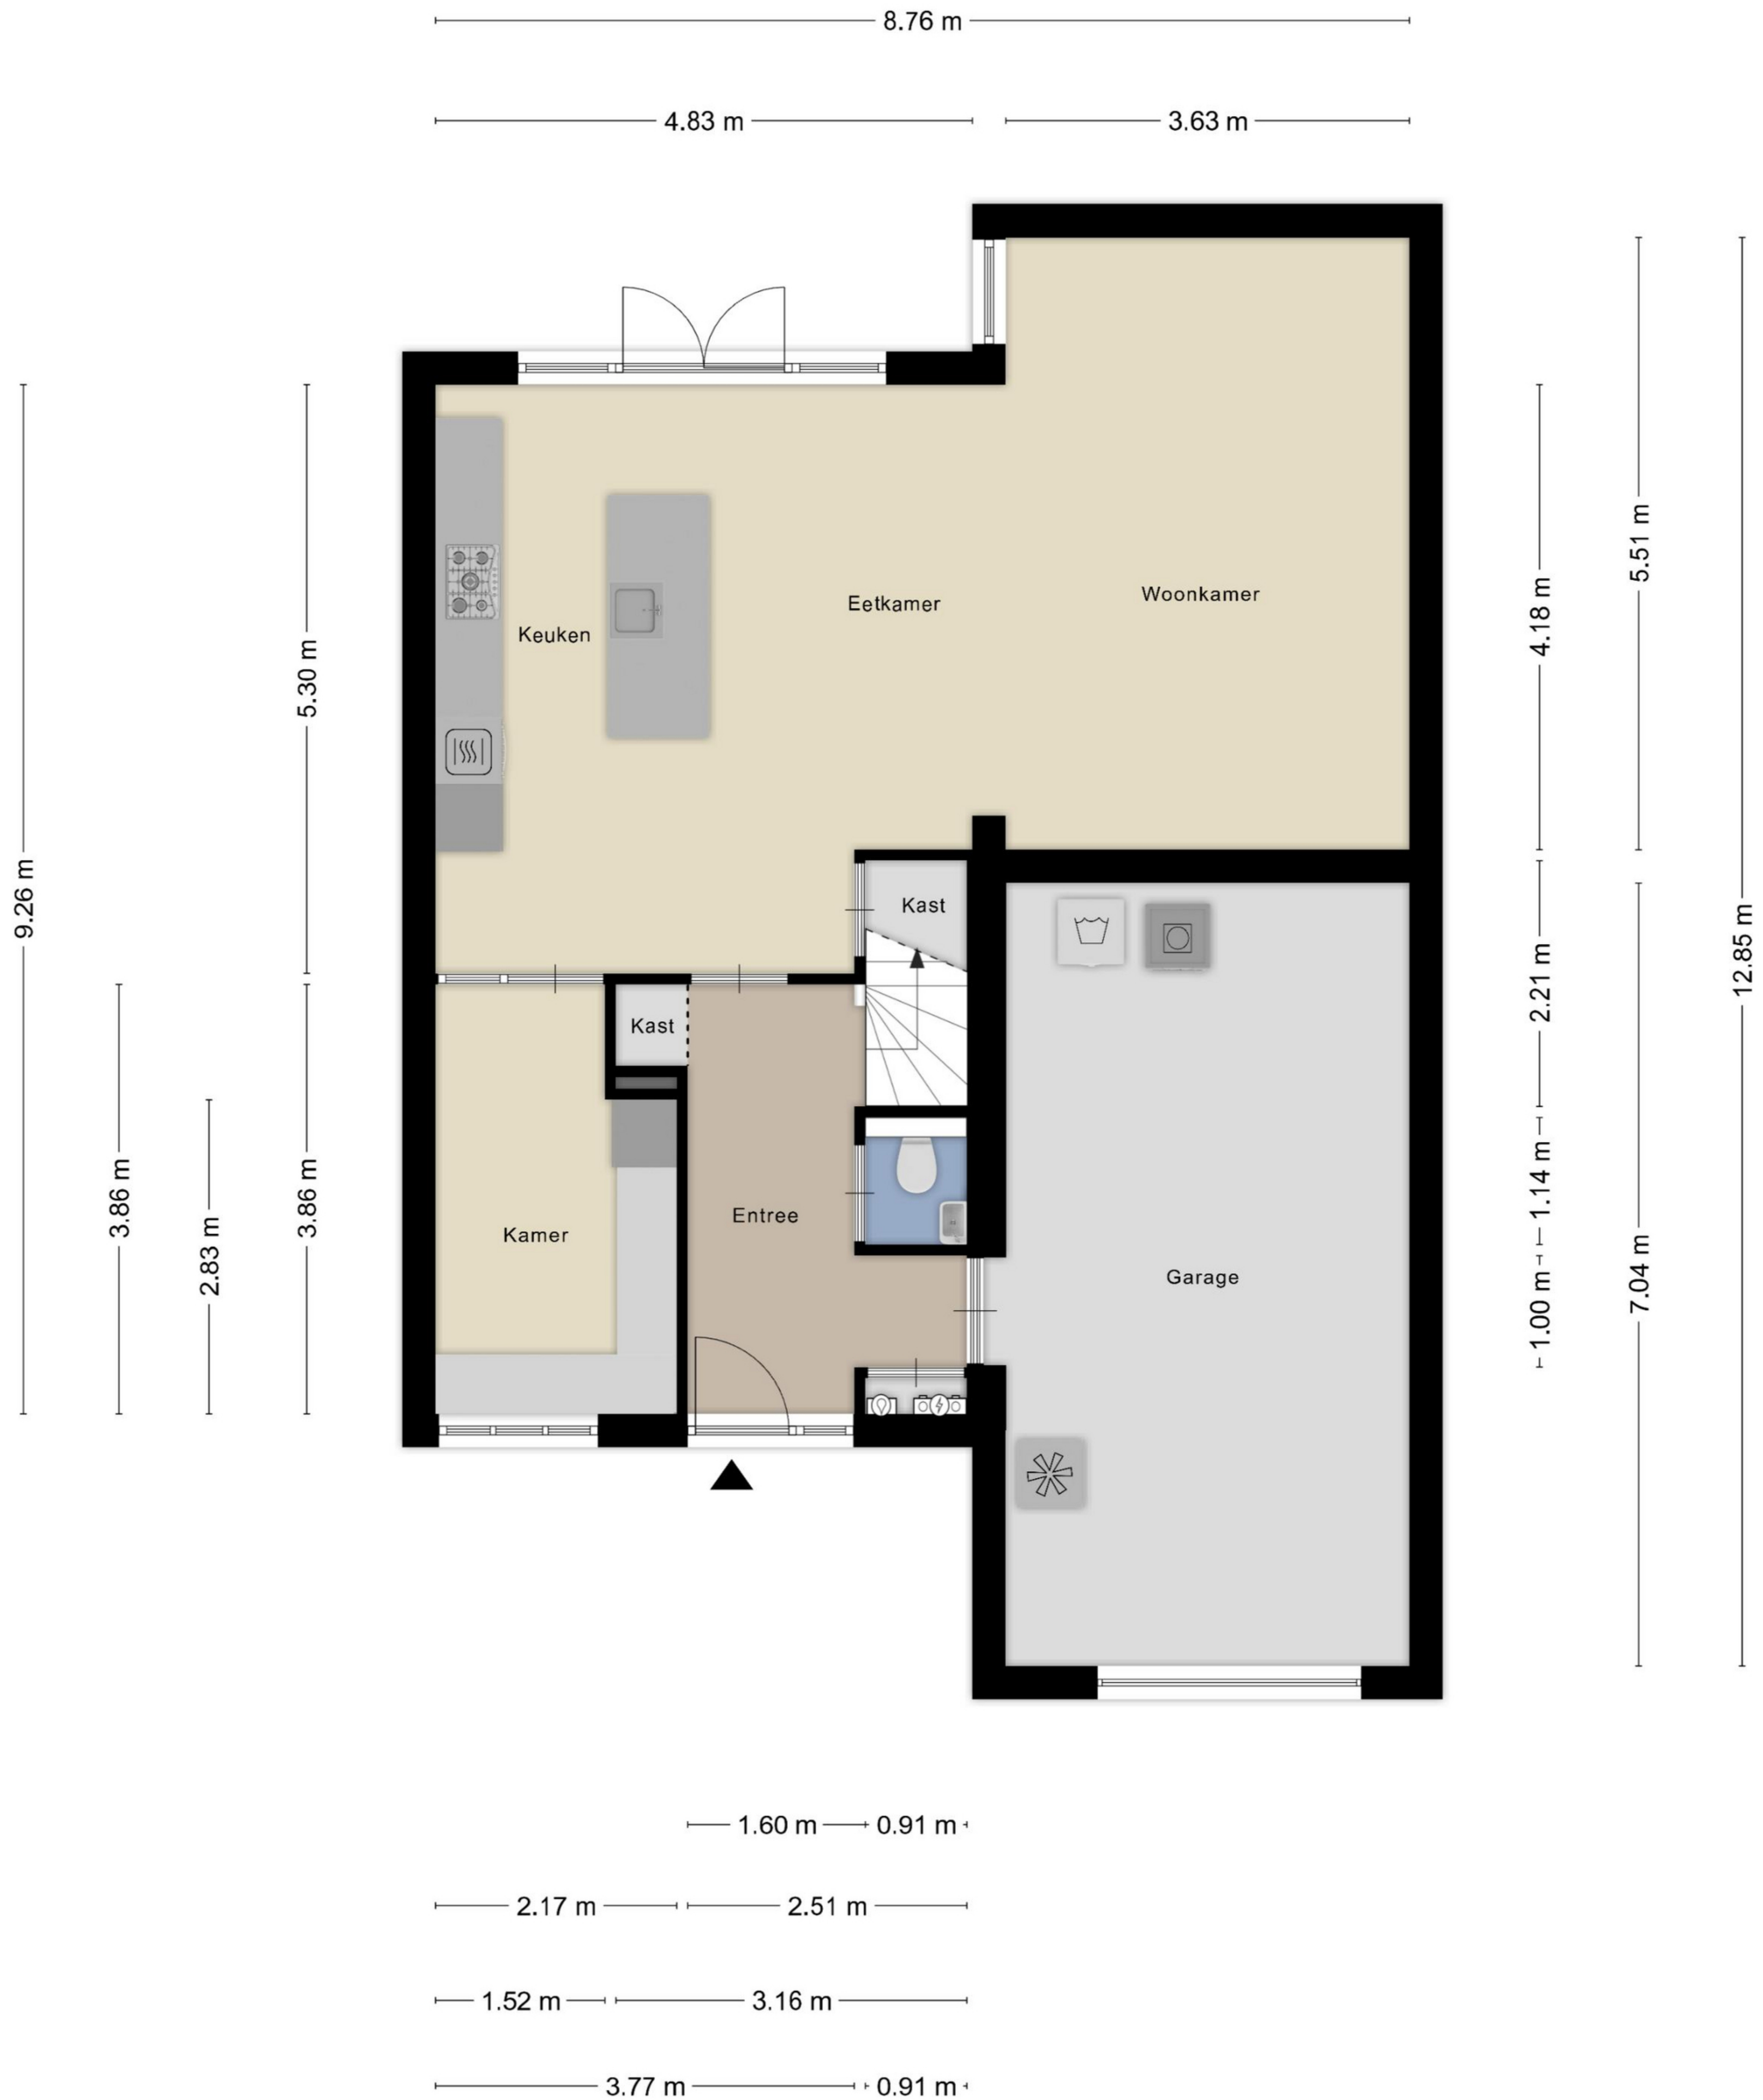 8.76 m
4.83 m
3.63 m
Eetkamer
Woonkamer
Keuken
5.30 m
4.18 m
5.51 m
9.26 m
12.85 m
Kast
Kast
2.21 m
3.86 m
2.83 m
3.86 m
Kamer
Entree
Garage
1.14 m
1.00 m
7.04 m
1.60 m
0.91 m
2.17 m
2.51 m
1.52 m
3.16 m
3.77 m
0.91 m